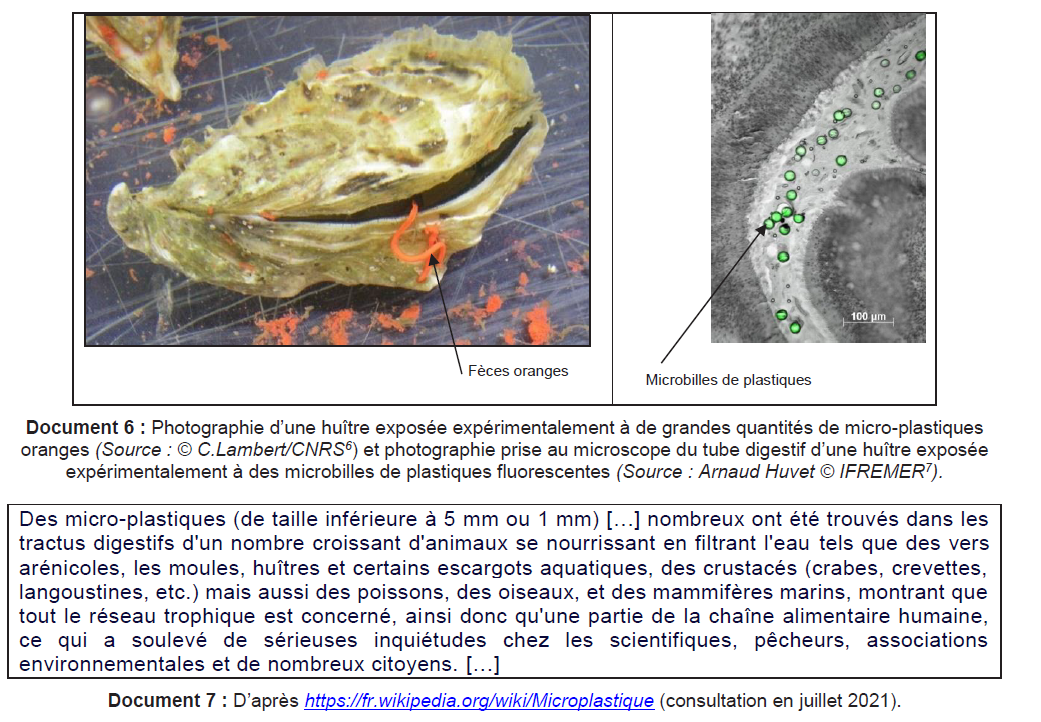 100 µm
Fèces oranges
Microbilles de plastiques
Document 6 : Photographie d’une huître exposée expérimentalement à de grandes quantités de micro-plastiques
oranges (Source : © C.Lambert/CNRS⁶) et photographie prise au microscope du tube digestif d’une huître exposée
expérimentalement à des microbilles de plastiques fluorescentes (Source : Arnaud Huvet © IFREMER⁷).
Des micro-plastiques (de taille inférieure à 5 mm ou 1 mm) [...] nombreux ont été trouvés dans les
tractus digestifs d'un nombre croissant d'animaux se nourrissant en filtrant l'eau tels que des vers
arénicoles, les moules, huîtres et certains escargots aquatiques, des crustacés (crabes, crevettes,
langoustines, etc.) mais aussi des poissons, des oiseaux, et des mammifères marins, montrant que
tout le réseau trophique est concerné, ainsi donc qu'une partie de la chaîne alimentaire humaine,
ce qui a soulevé de sérieuses inquiétudes chez les scientifiques, pêcheurs, associations
environnementales et de nombreux citoyens. [...]
Document 7 : D’après https://fr.wikipedia.org/wiki/Microplastique (consultation en juillet 2021).